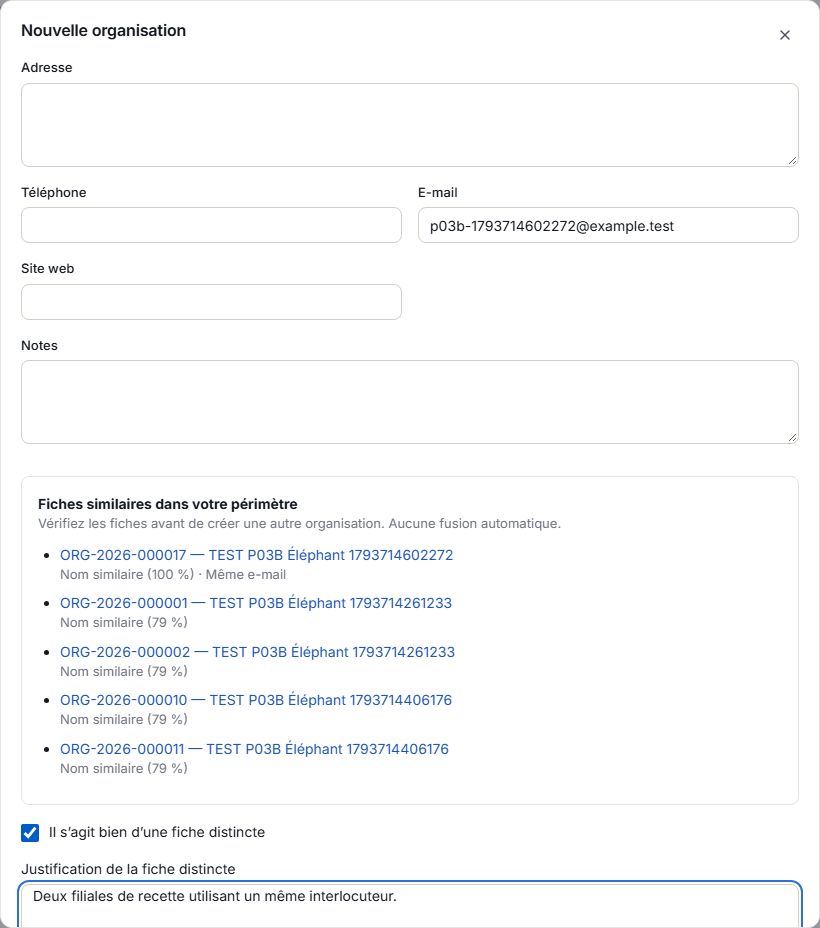 Nouvelle organisation
Adresse
Téléphone
E-mail
p03b-1793714602272@example.test
Site web
Notes
Fiches similaires dans votre périmètre
Vérifiez les fiches avant de créer une autre organisation. Aucune fusion automatique.
ORG-2026-000017 — TEST P03B Éléphant 1793714602272
Nom similaire (100 %) · Même e-mail
ORG-2026-000001 — TEST P03B Éléphant 1793714261233
Nom similaire (79 %)
ORG-2026-000002 — TEST P03B Éléphant 1793714261233
Nom similaire (79 %)
ORG-2026-000010 — TEST P03B Éléphant 1793714406176
Nom similaire (79 %)
ORG-2026-000011 — TEST P03B Éléphant 1793714406176
Nom similaire (79 %)
Il s’agit bien d’une fiche distincte
Justification de la fiche distincte
Deux filiales de recette utilisant un même interlocuteur.